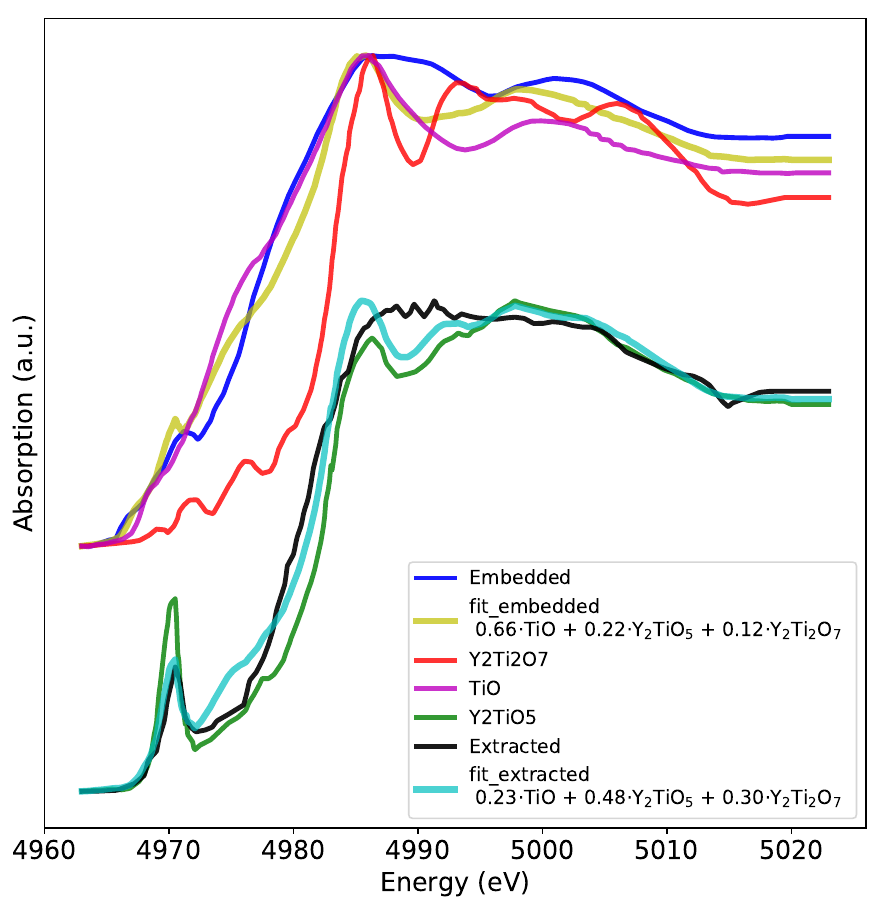 Absorption (a.u.)
Embedded
fit_embedded
0.66·TiO + 0.22·Y₂TiO₅ + 0.12·Y₂Ti₂O₇
Y2Ti2O7
TiO
Y2TiO5
Extracted
fit_extracted
0.23·TiO + 0.48·Y₂TiO₅ + 0.30·Y₂Ti₂O₇
4960 4970 4980 4990 5000 5010 5020
Energy (eV)